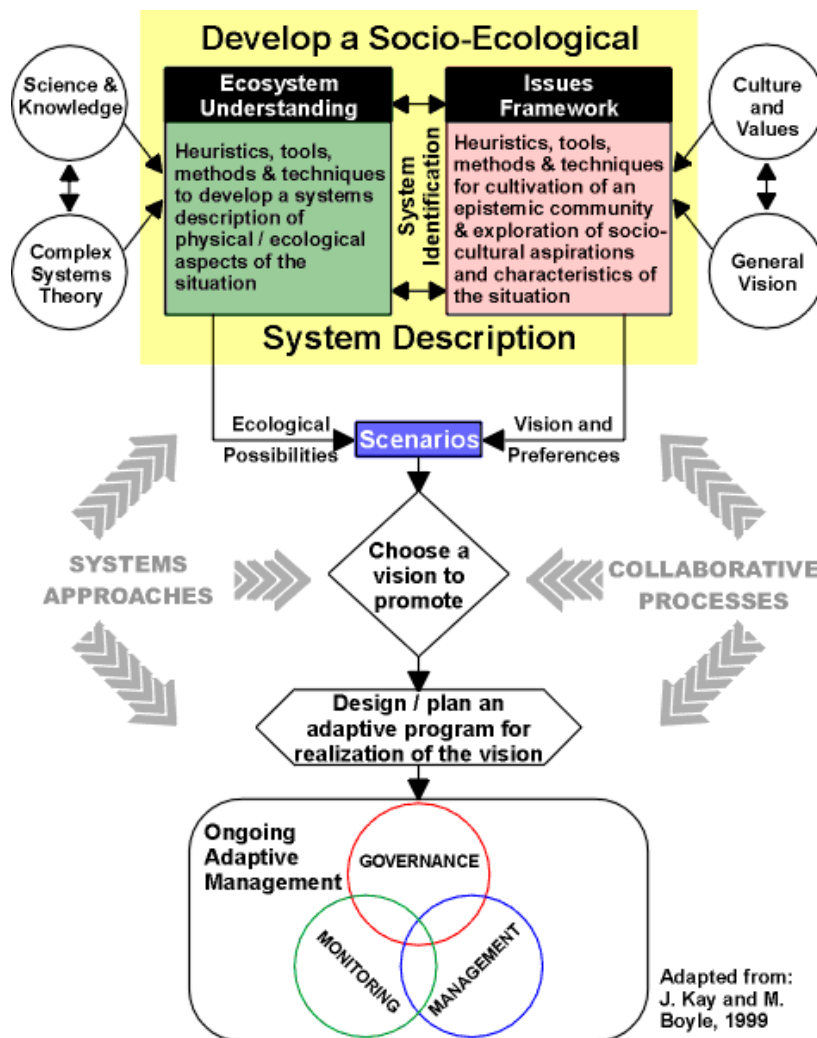 Develop a Socio-Ecological
Science &
Knowledge
Complex
Systems
Theory
Ecosystem
Understanding
Heuristics, tools,
methods & techniques
to develop a systems
description of
physical / ecological
aspects of the
situation
System
Identification
Issues
Framework
Heuristics, tools,
methods & techniques
for cultivation of an
epistemic community
& exploration of socio-
cultural aspirations
and characteristics of
the situation
Culture
and
Values
General
Vision
System Description
Ecological
Possibilities
Scenarios
Vision and
Preferences
SYSTEMS
APPROACHES
Choose a
vision to
promote
COLLABORATIVE
PROCESSES
Design / plan an
adaptive program for
realization of the vision
Ongoing
Adaptive
Management
GOVERNANCE
MONITORING
MANAGEMENT
Adapted from:
J. Kay and M.
Boyle, 1999